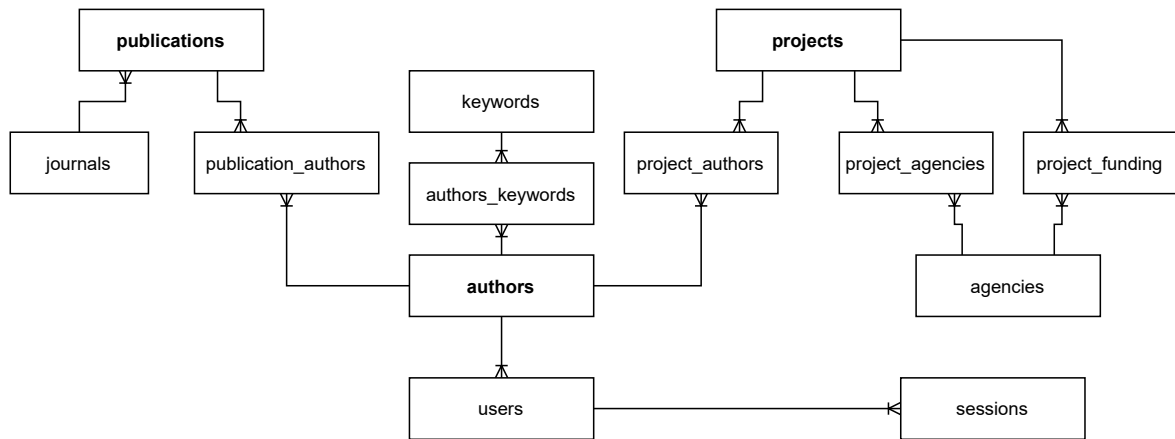 publications
projects
keywords
journals
publication_authors
project_authors
project_agencies
project_funding
authors_keywords
authors
agencies
users
sessions